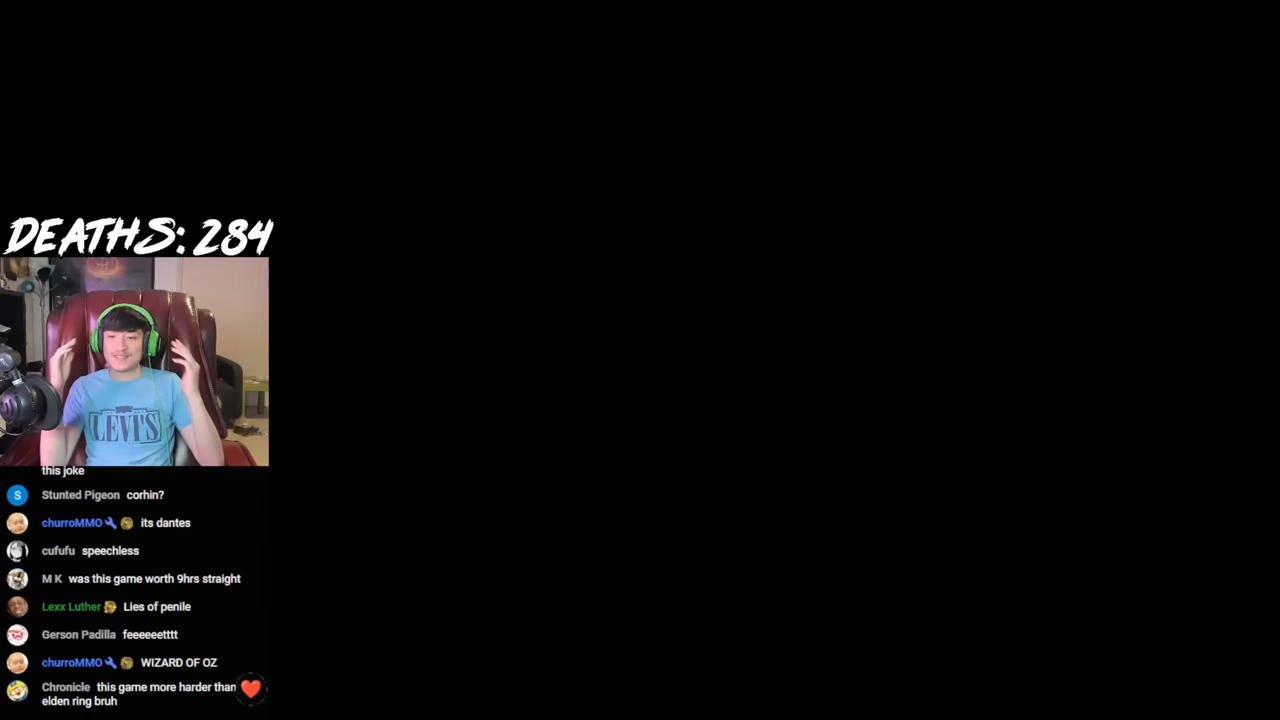 DEATHS: 284
LEVI'S
this joke
S Stunted Pigeon corhin?
churroMMO its dantes
cufufu speechless
M K was this game worth 9hrs straight
Lexx Luther Lies of penile
Gerson Padilla feeeeeetttt
churroMMO WIZARD OF OZ
Chronicle this game more harder than
elden ring bruh